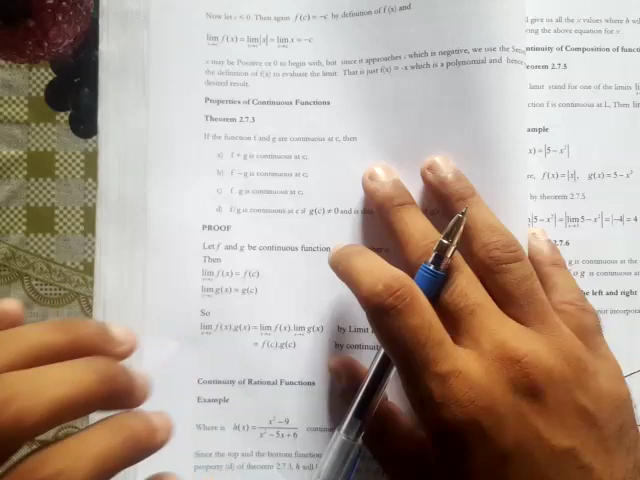 Now let c < 0. Then again f(c) = −c by definition of f (x) and
lim f(x) = lim|x| = lim x = −c
x may be Positive or 0 to begin with, but since it approaches c which is negative, we use the
the definition of f(x) to evaluate the limit. That is just f(x) = -x which is a polynomial and hence
desired result.
Properties of Continuous Functions
Theorem 2.7.3
If the function f and g are continuous at c, then
a) f + g is continuous at c;
b) f − g is continuous at c;
c) f . g is continuous at c;
d) f/g is continuous at c if g(c) ≠ 0 and is
PROOF
Let f and g be continuous function
Then
lim f(x) = f(c)
lim g(x) = g(c)
So
lim f(x).g(x) = lim f(x).lim g(x) by Limit
= f(c).g(c) by continuit
Continuity of Rational Functions
Example
Where is h(x) = x² − 9 / x² − 5x + 6
Since the top and the bottom function
property (d) of theorem 2.7.3, h will
l give us all the x values where h wi
ing the above equation for x
ntinuity of Composition of funct
eorem 2.7.5
limit stand for one of the limits
ction f is continuous at L, Then lim
ample
x) = |5 − x²|
re, f(x) = |x|, g(x) = 5 − x²
by theorem 2.7.5
|5 − x²| = |lim 5 − x²| = |−4| = 4
2.7.6
g is continuous at the
o g is continuous at
he left and right
not incorpora